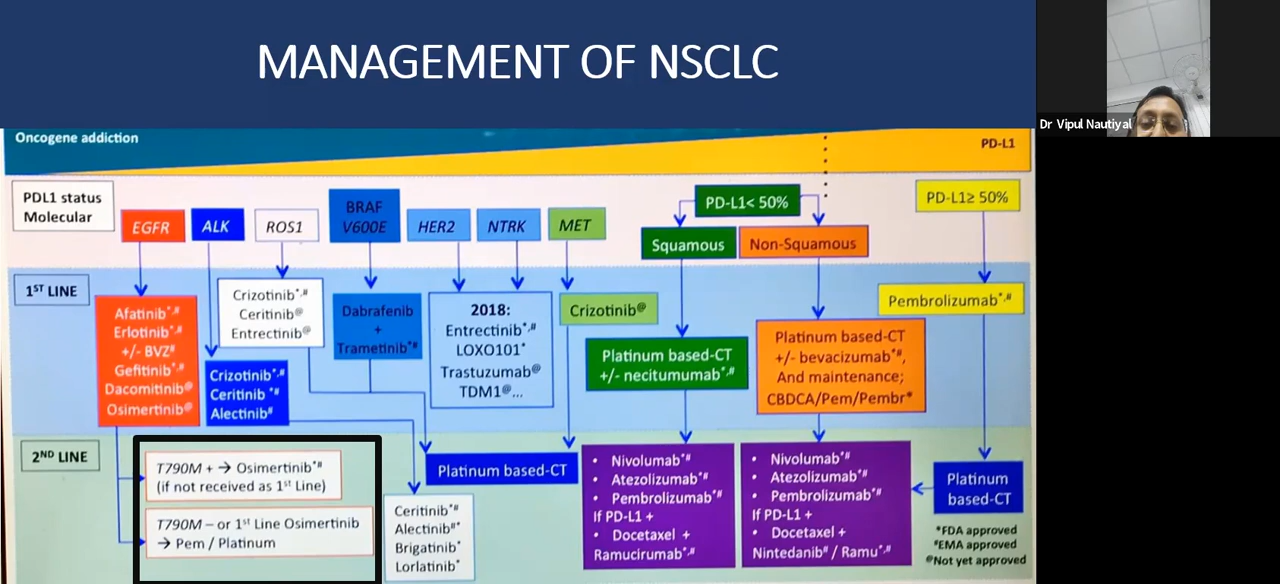 MANAGEMENT OF NSCLC
Dr Vipul Nautiyal
Oncogene addiction
PD-L1
PDL1 status
Molecular
EGFR
ALK
ROS1
BRAF
V600E
HER2
NTRK
MET
PD-L1< 50%
Squamous
Non-Squamous
PD-L1≥ 50%
1ST LINE
Afatinib*,#
Erlotinib*,#
+/- BVZ#
Gefitinib*,#
Dacomitinib@
Osimertinib@
Crizotinib*,#
Ceritinib@
Entrectinib@
Crizotinib*,#
Ceritinib *#
Alectinib#
Dabrafenib
+
Trametinib*#
2018:
Entrectinib*,#
LOXO101*
Trastuzumab@
TDM1@...
Crizotinib@
Platinum based-CT
+/- necitumumab*,#
Platinum based-CT
+/- bevacizumab*#,
And maintenance;
CBDCA/Pem/Pembr*
Pembrolizumab*,#
2ND LINE
T790M + → Osimertinib*#
(if not received as 1st Line)
T790M – or 1st Line Osimertinib
→ Pem / Platinum
Ceritinib*#
Alectinib#*
Brigatinib*
Lorlatinib*
Platinum based-CT
• Nivolumab*#
• Atezolizumab*#
• Pembrolizumab*#
If PD-L1 +
• Docetaxel +
Ramucirumab*,#
• Nivolumab*#
• Atezolizumab*#
• Pembrolizumab*#
If PD-L1 +
• Docetaxel +
Nintedanib# / Ramu*,#
Platinum
based-CT
*FDA approved
#EMA approved
@Not yet approved